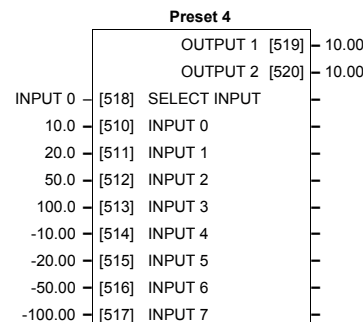 Preset 4
OUTPUT 1 [519] – 10.00
OUTPUT 2 [520] – 10.00
INPUT 0 – [518] SELECT INPUT –
10.0 – [510] INPUT 0 –
20.0 – [511] INPUT 1 –
50.0 – [512] INPUT 2 –
100.0 – [513] INPUT 3 –
-10.00 – [514] INPUT 4 –
-20.00 – [515] INPUT 5 –
-50.00 – [516] INPUT 6 –
-100.00 – [517] INPUT 7 –